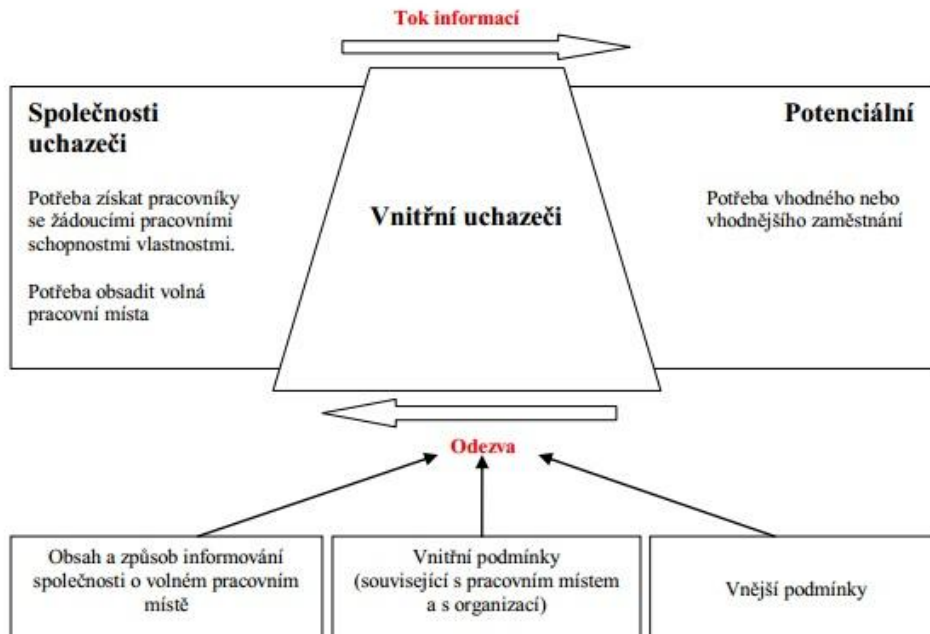 Tok informací
Společnosti
uchazeči
Potenciální
Potřeba získat pracovníky
se žádoucími pracovními
schopnostmi vlastnostmi.
Potřeba obsadit volná
pracovní místa
Vnitřní uchazeči
Potřeba vhodného nebo
vhodnějšího zaměstnání
Odezva
Obsah a způsob informování
společnosti o volném pracovním
místě
Vnitřní podmínky
(související s pracovním místem
a s organizací)
Vnější podmínky